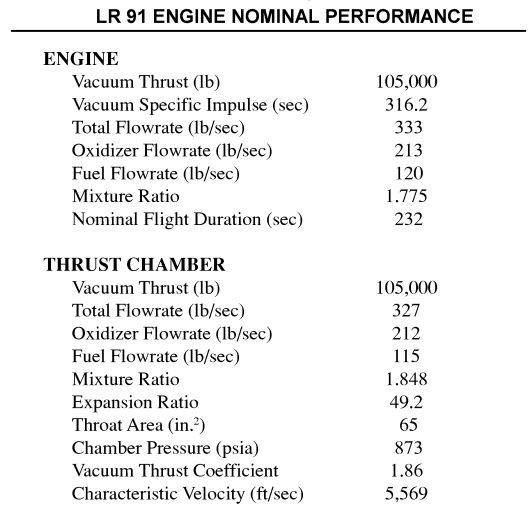 LR 91 ENGINE NOMINAL PERFORMANCE
ENGINE
Vacuum Thrust (lb) 105,000
Vacuum Specific Impulse (sec) 316.2
Total Flowrate (lb/sec) 333
Oxidizer Flowrate (lb/sec) 213
Fuel Flowrate (lb/sec) 120
Mixture Ratio 1.775
Nominal Flight Duration (sec) 232
THRUST CHAMBER
Vacuum Thrust (lb) 105,000
Total Flowrate (lb/sec) 327
Oxidizer Flowrate (lb/sec) 212
Fuel Flowrate (lb/sec) 115
Mixture Ratio 1.848
Expansion Ratio 49.2
Throat Area (in.²) 65
Chamber Pressure (psia) 873
Vacuum Thrust Coefficient 1.86
Characteristic Velocity (ft/sec) 5,569